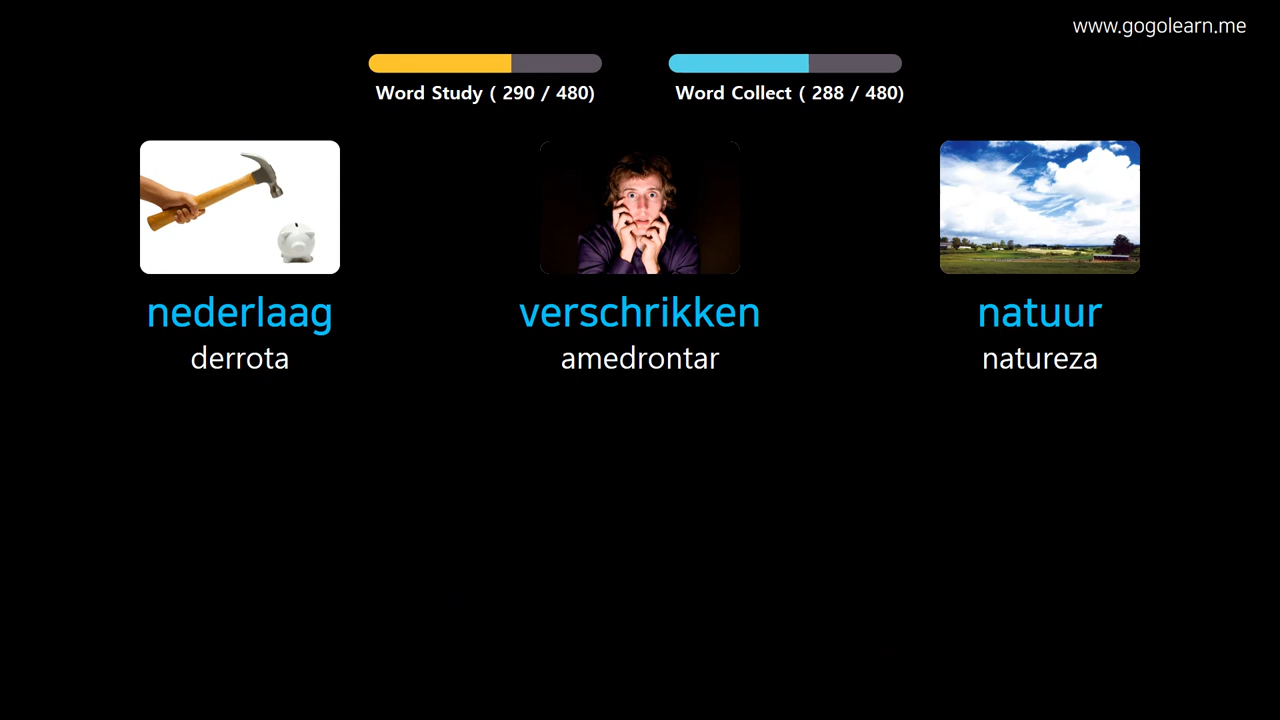 www.gogolearn.me
Word Study ( 290 / 480)
Word Collect ( 288 / 480)
nederlaag
derrota
verschrikken
amedrontar
natuur
natureza